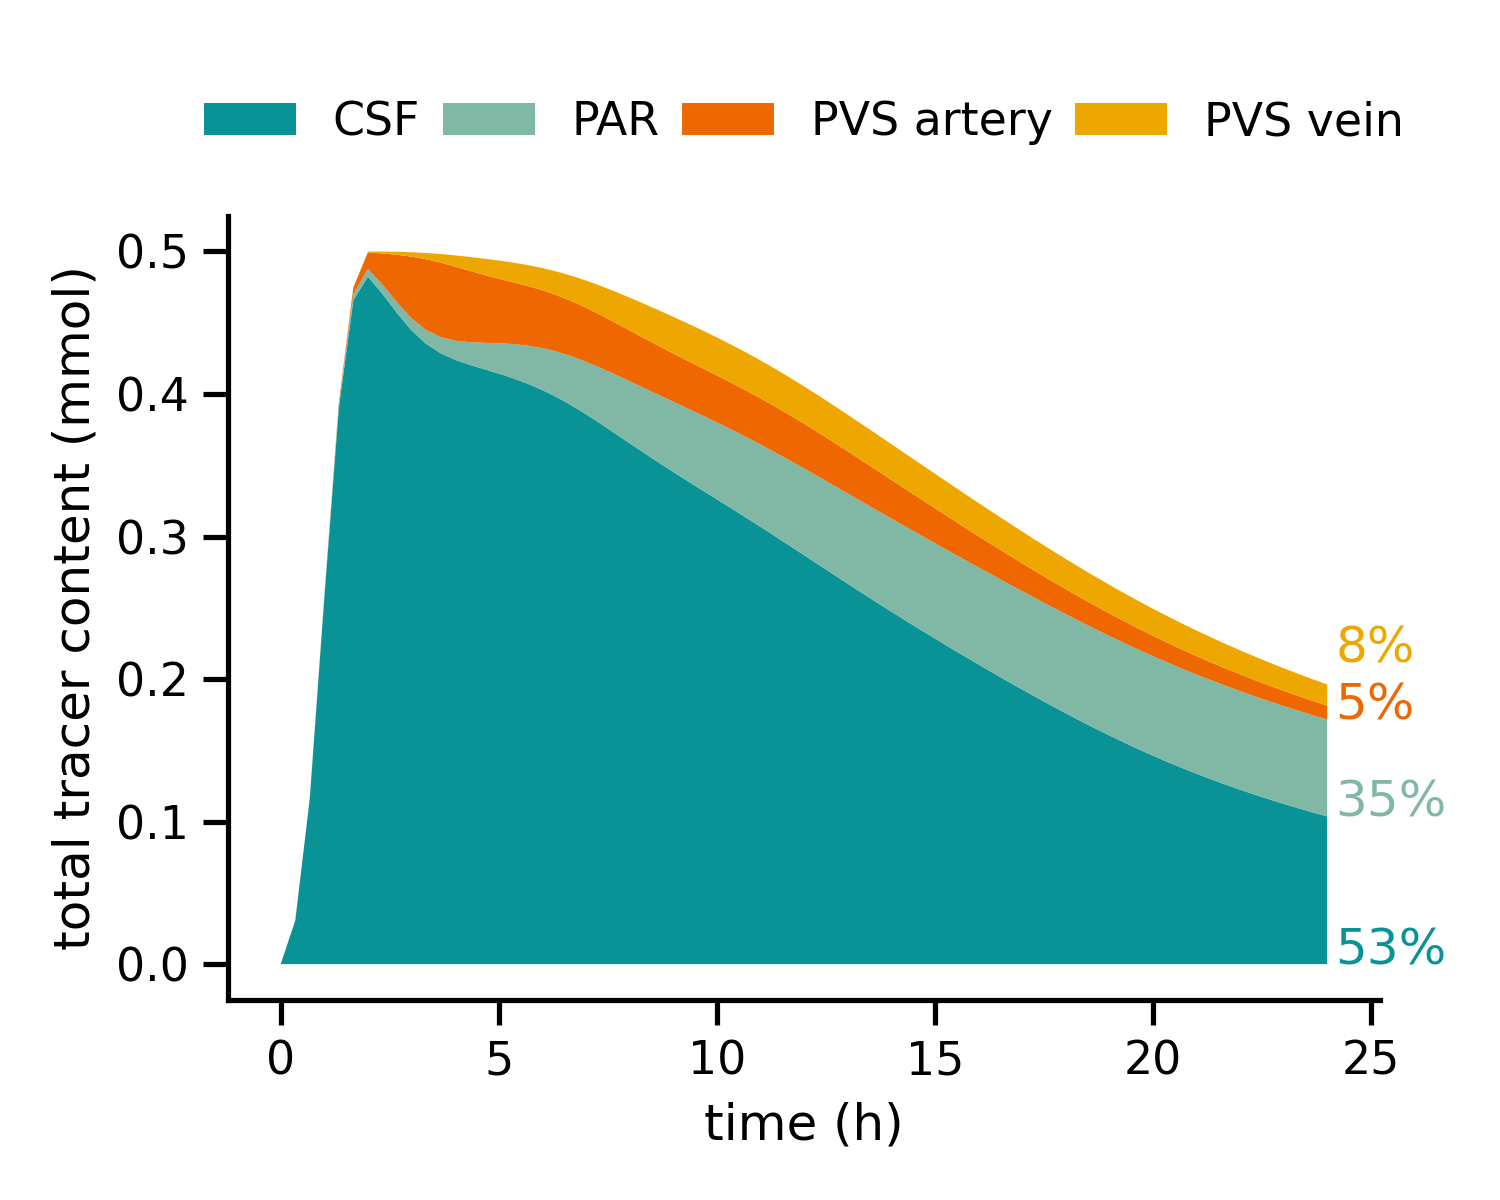 CSF PAR PVS artery PVS vein
total tracer content (mmol)
0.5
0.4
0.3
0.2
0.1
0.0
8%
5%
35%
53%
0 5 10 15 20 25
time (h)